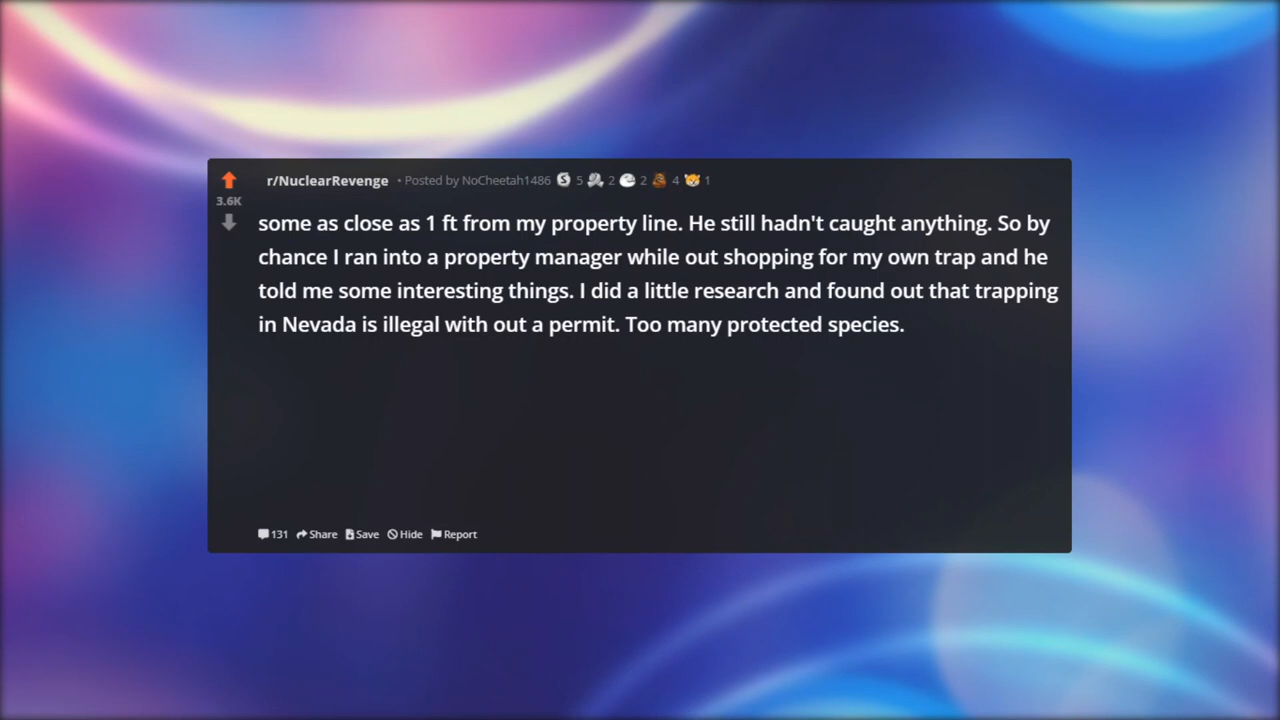 r/NuclearRevenge • Posted by NoCheetah1486 5 2 2 4 1
3.6K
some as close as 1 ft from my property line. He still hadn't caught anything. So by
chance I ran into a property manager while out shopping for my own trap and he
told me some interesting things. I did a little research and found out that trapping
in Nevada is illegal with out a permit. Too many protected species.
131 Share Save Hide Report